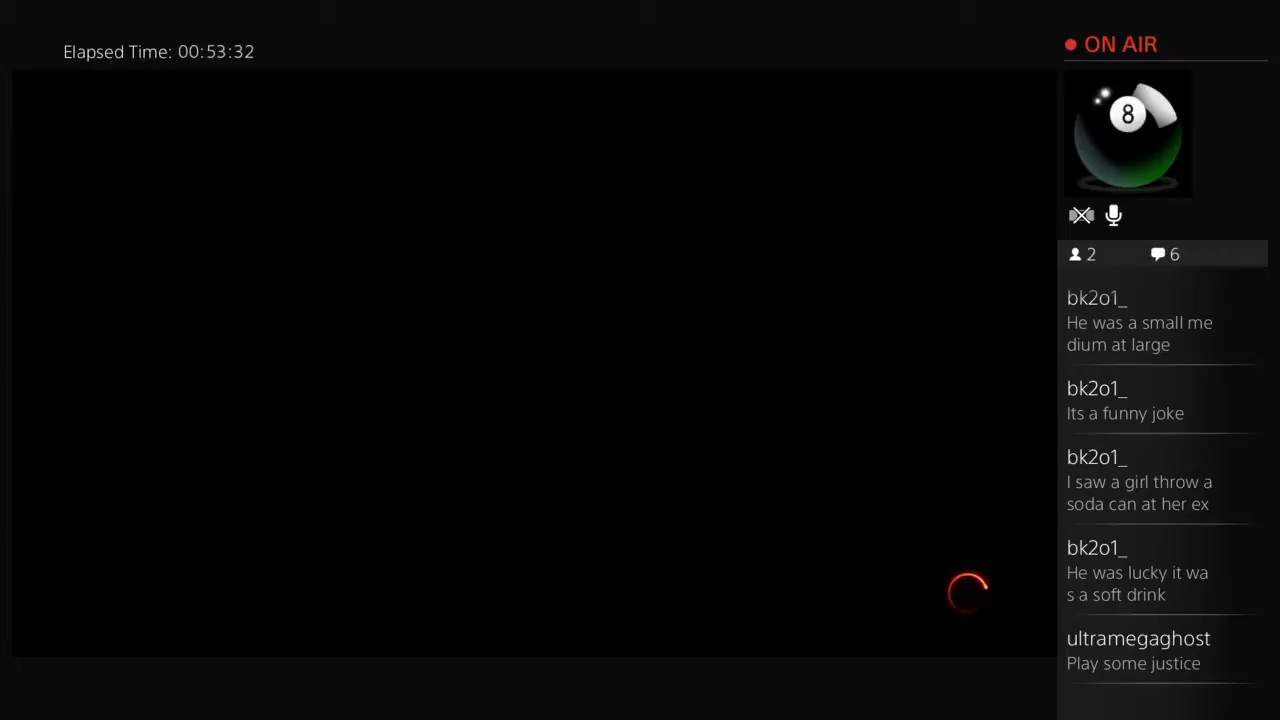 Elapsed Time: 00:53:32
ON AIR
8
2 6
bk2o1_
He was a small me
dium at large
bk2o1_
Its a funny joke
bk2o1_
I saw a girl throw a
soda can at her ex
bk2o1_
He was lucky it wa
s a soft drink
ultramegaghost
Play some justice